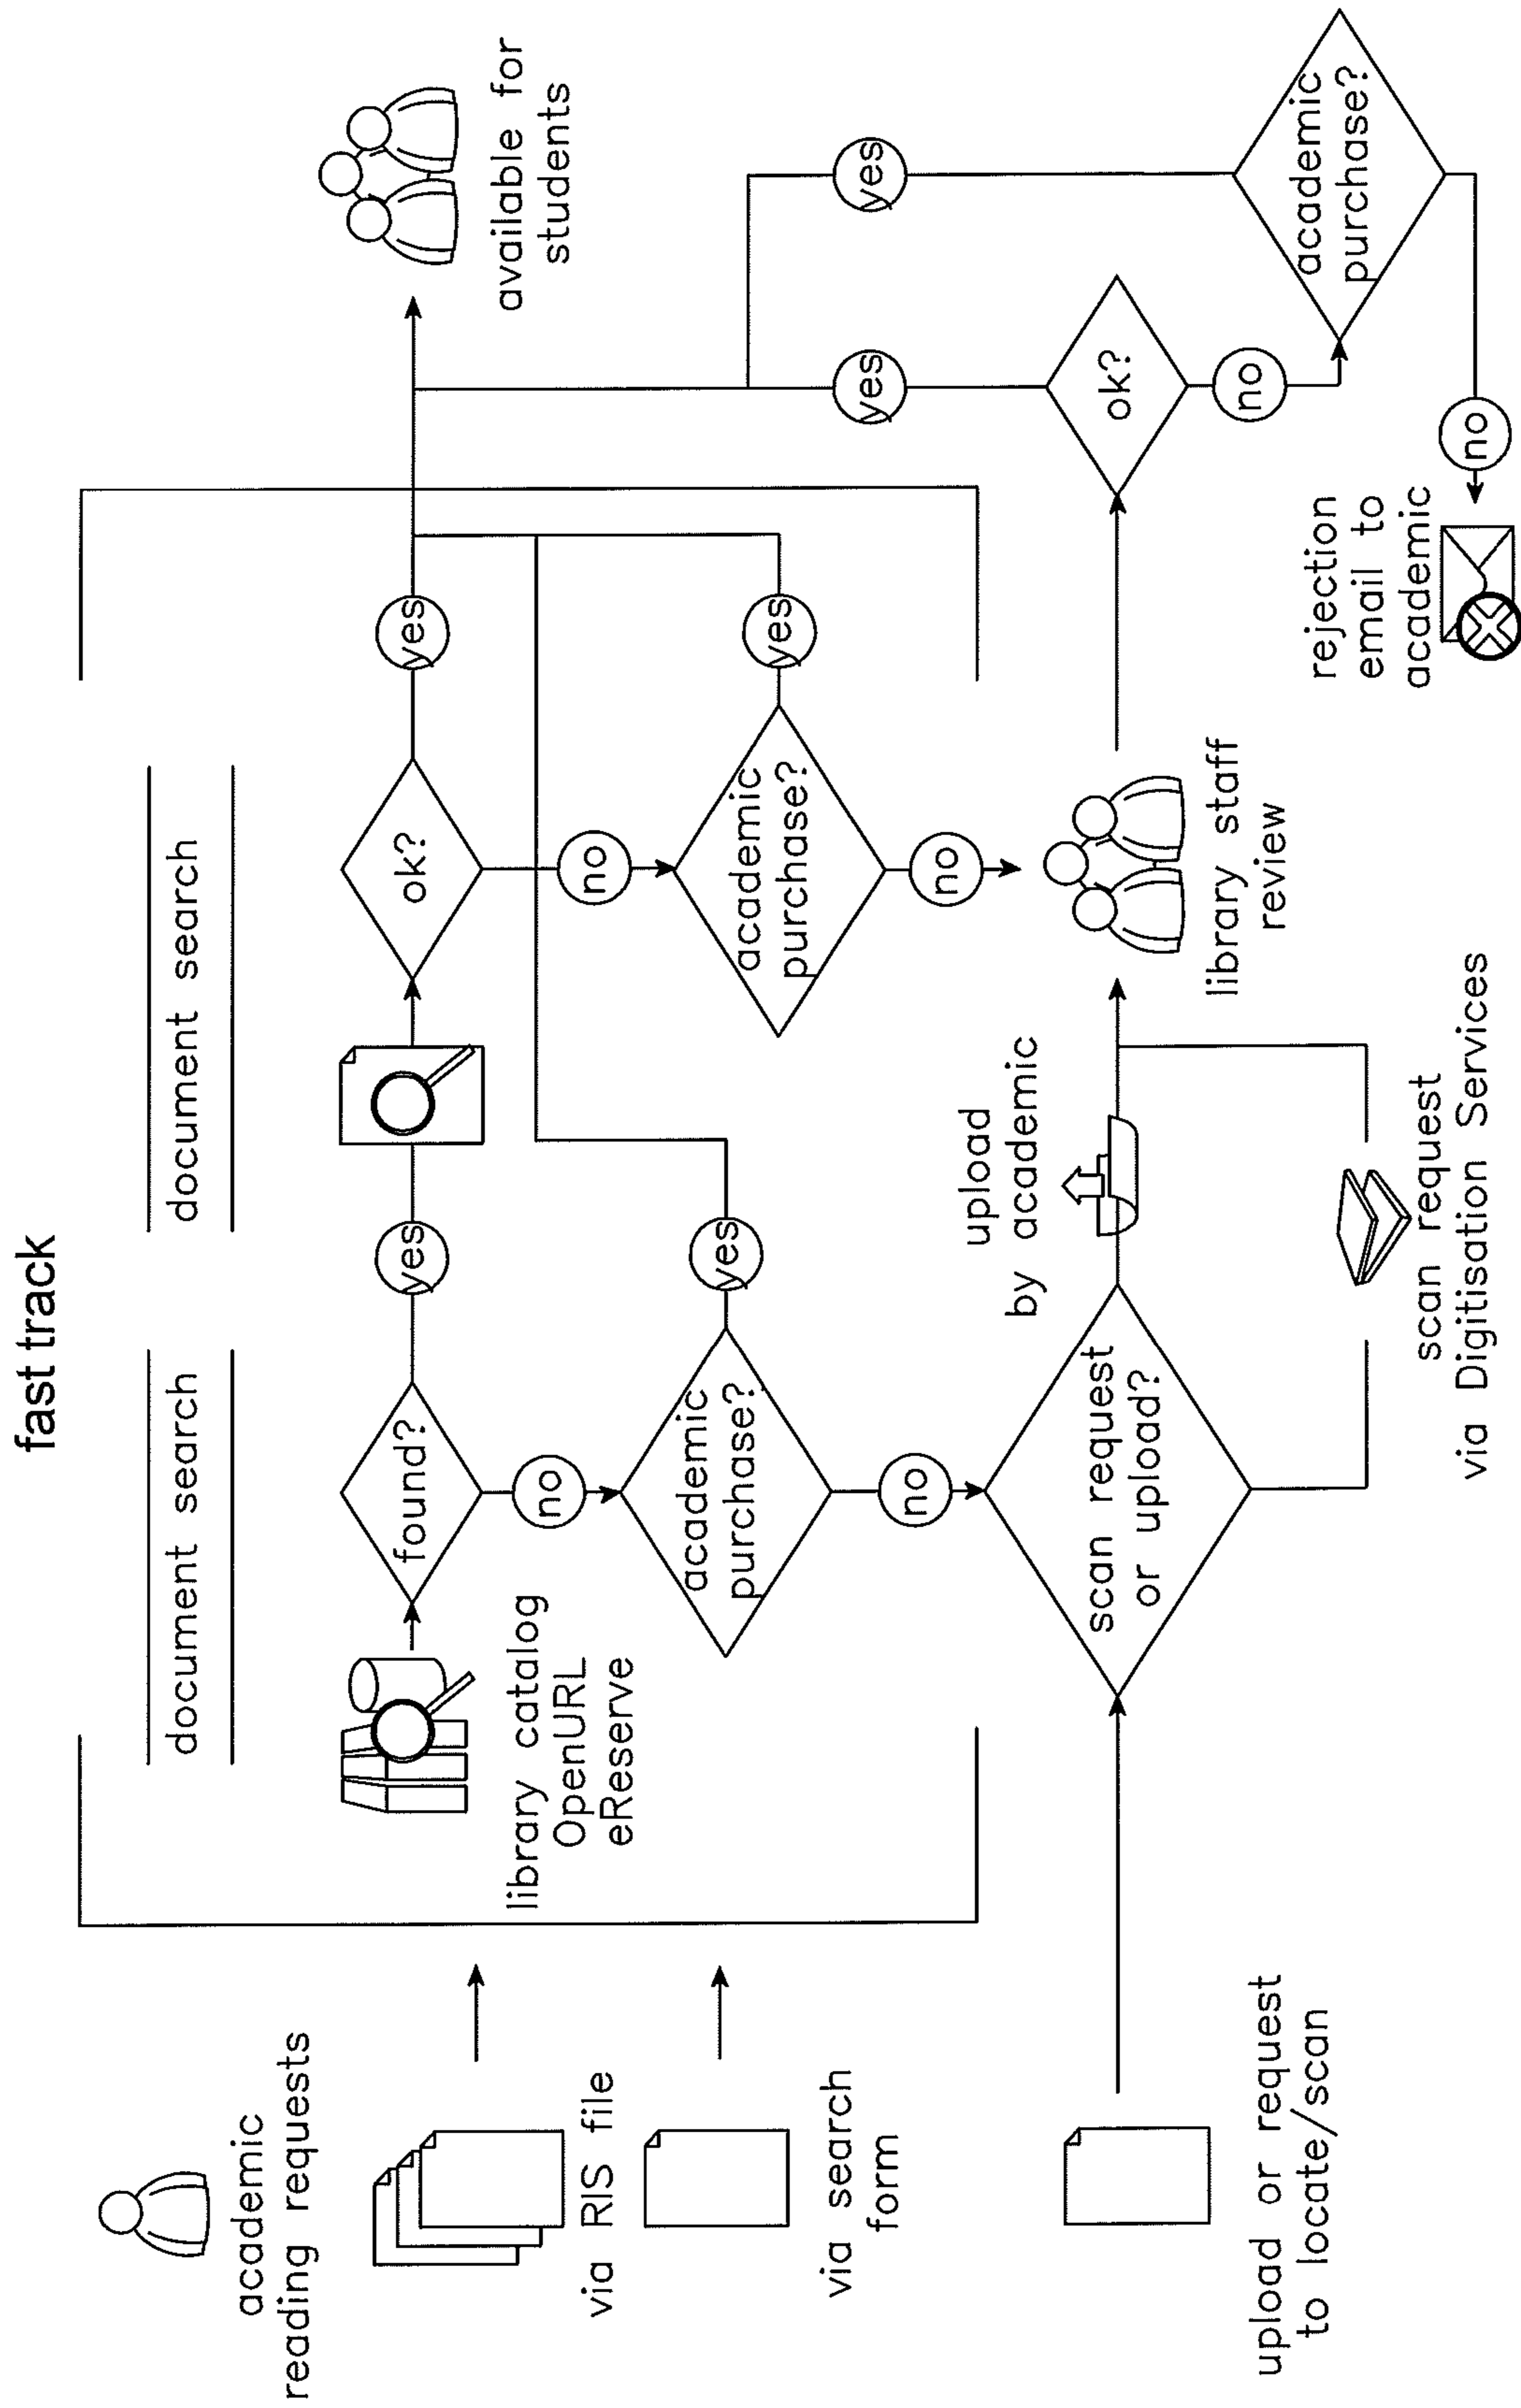 fast track
academic
reading requests
via RIS file
via search
form
upload or request
to locate/scan
document search
library catalog
OpenURL
eReserve
found?
yes
no
academic
purchase?
yes
no
scan request
or upload?
upload
by academic
scan request
via Digitisation Services
document search
ok?
yes
no
academic
purchase?
yes
no
library staff
review
ok?
yes
no
academic
purchase?
yes
no
rejection
email to
academic
available for
students